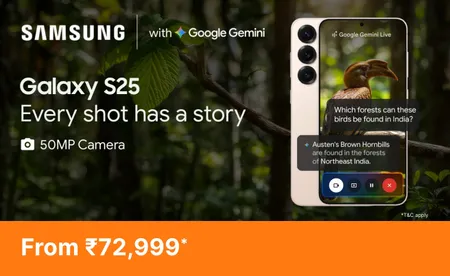 SAMSUNG
with Google Gemini
Galaxy S25
Every shot has a story
50MP Camera
Google Gemini Live
Which forests can these
birds be found in India?
Austen's Brown Hornbills
are found in the forests
of Northeast India.
*T&C apply
From ₹72,999*